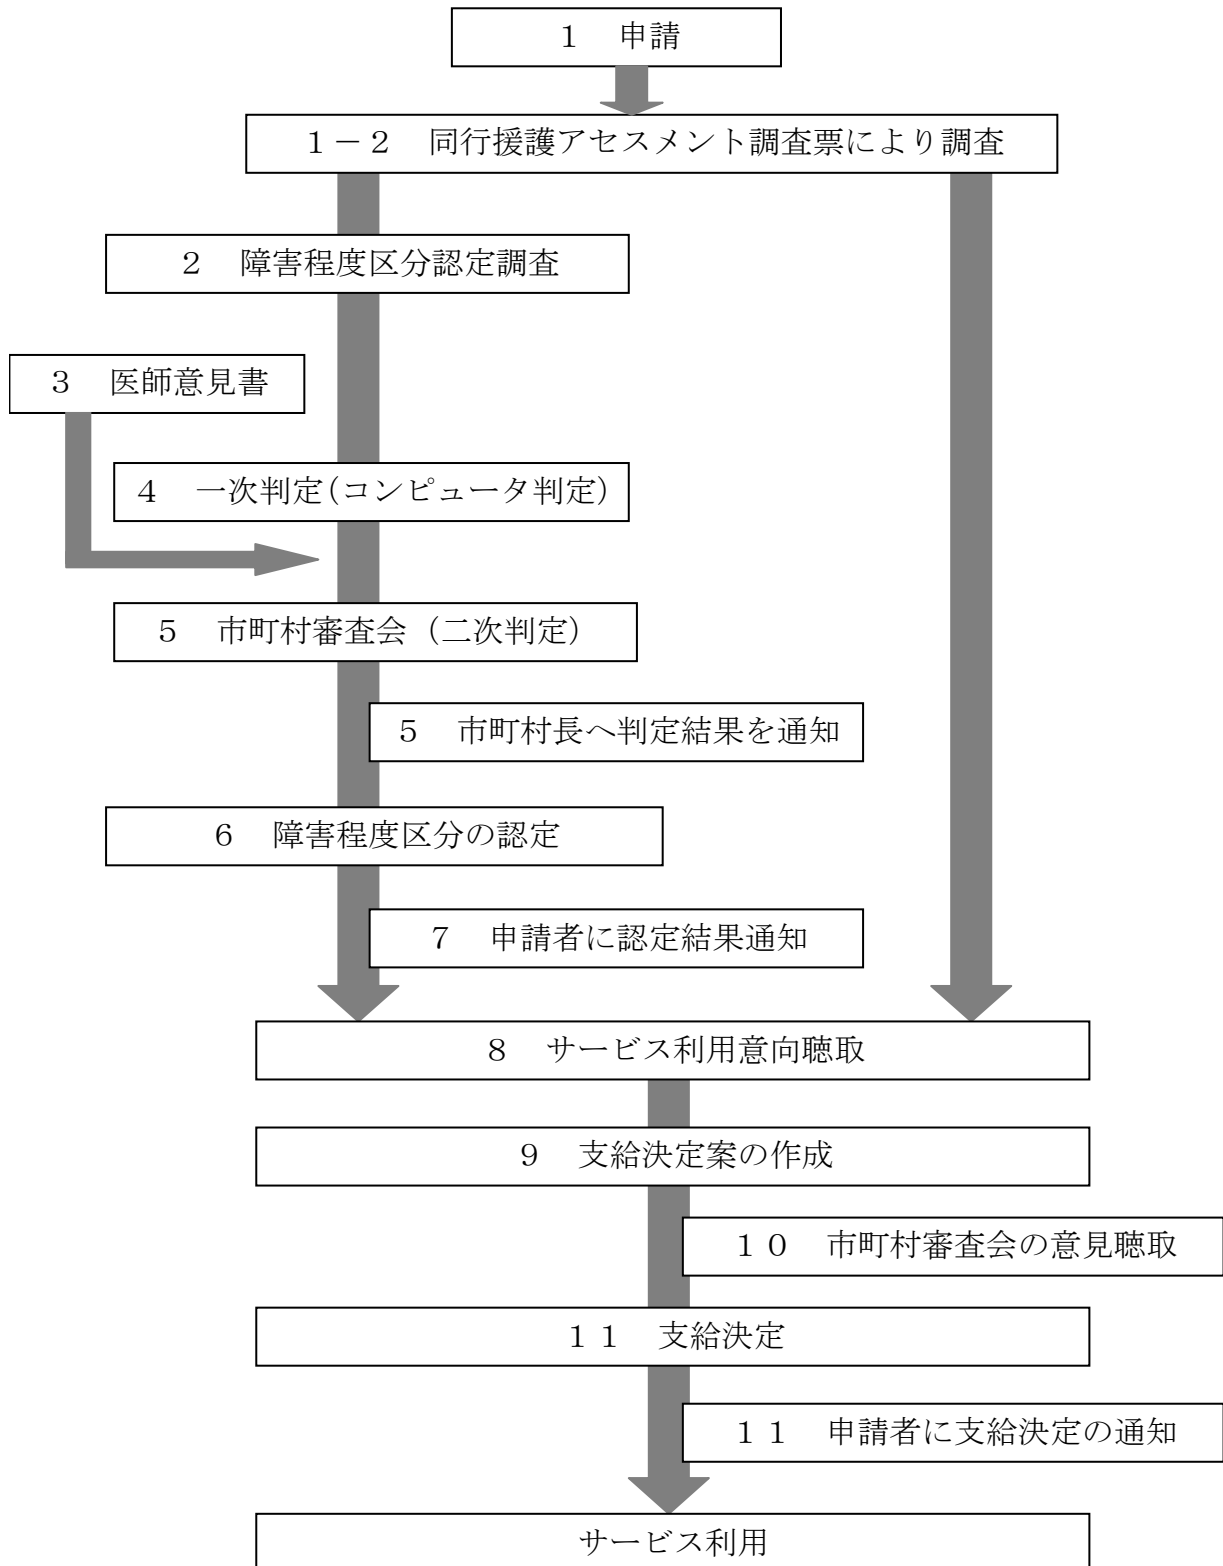 １　申請
１－２　同行援護アセスメント調査票により調査
２　障害程度区分認定調査
３　医師意見書
４　一次判定(コンピュータ判定)
５　市町村審査会（二次判定）
５　市町村長へ判定結果を通知
６　障害程度区分の認定
７　申請者に認定結果通知
８　サービス利用意向聴取
９　支給決定案の作成
１０　市町村審査会の意見聴取
１１　支給決定
１１　申請者に支給決定の通知
サービス利用